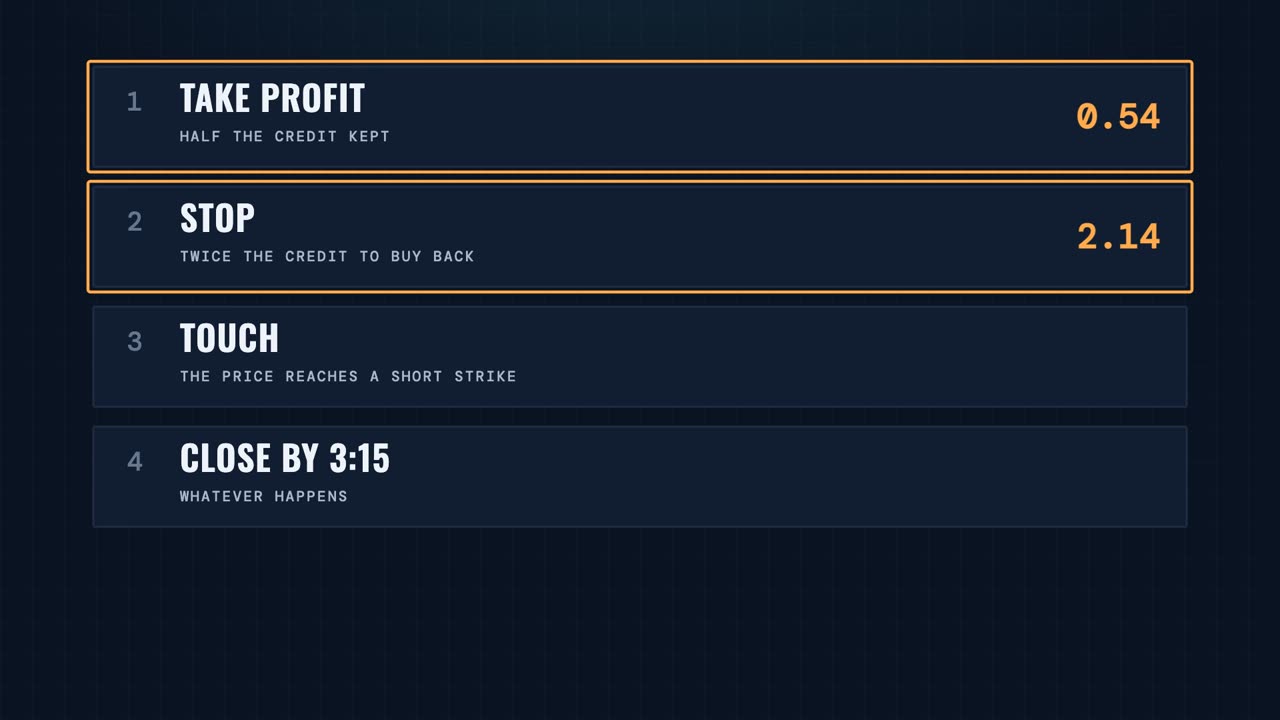 1
TAKE PROFIT
HALF THE CREDIT KEPT
0.54
2
STOP
TWICE THE CREDIT TO BUY BACK
2.14
3
TOUCH
THE PRICE REACHES A SHORT STRIKE
4
CLOSE BY 3:15
WHATEVER HAPPENS